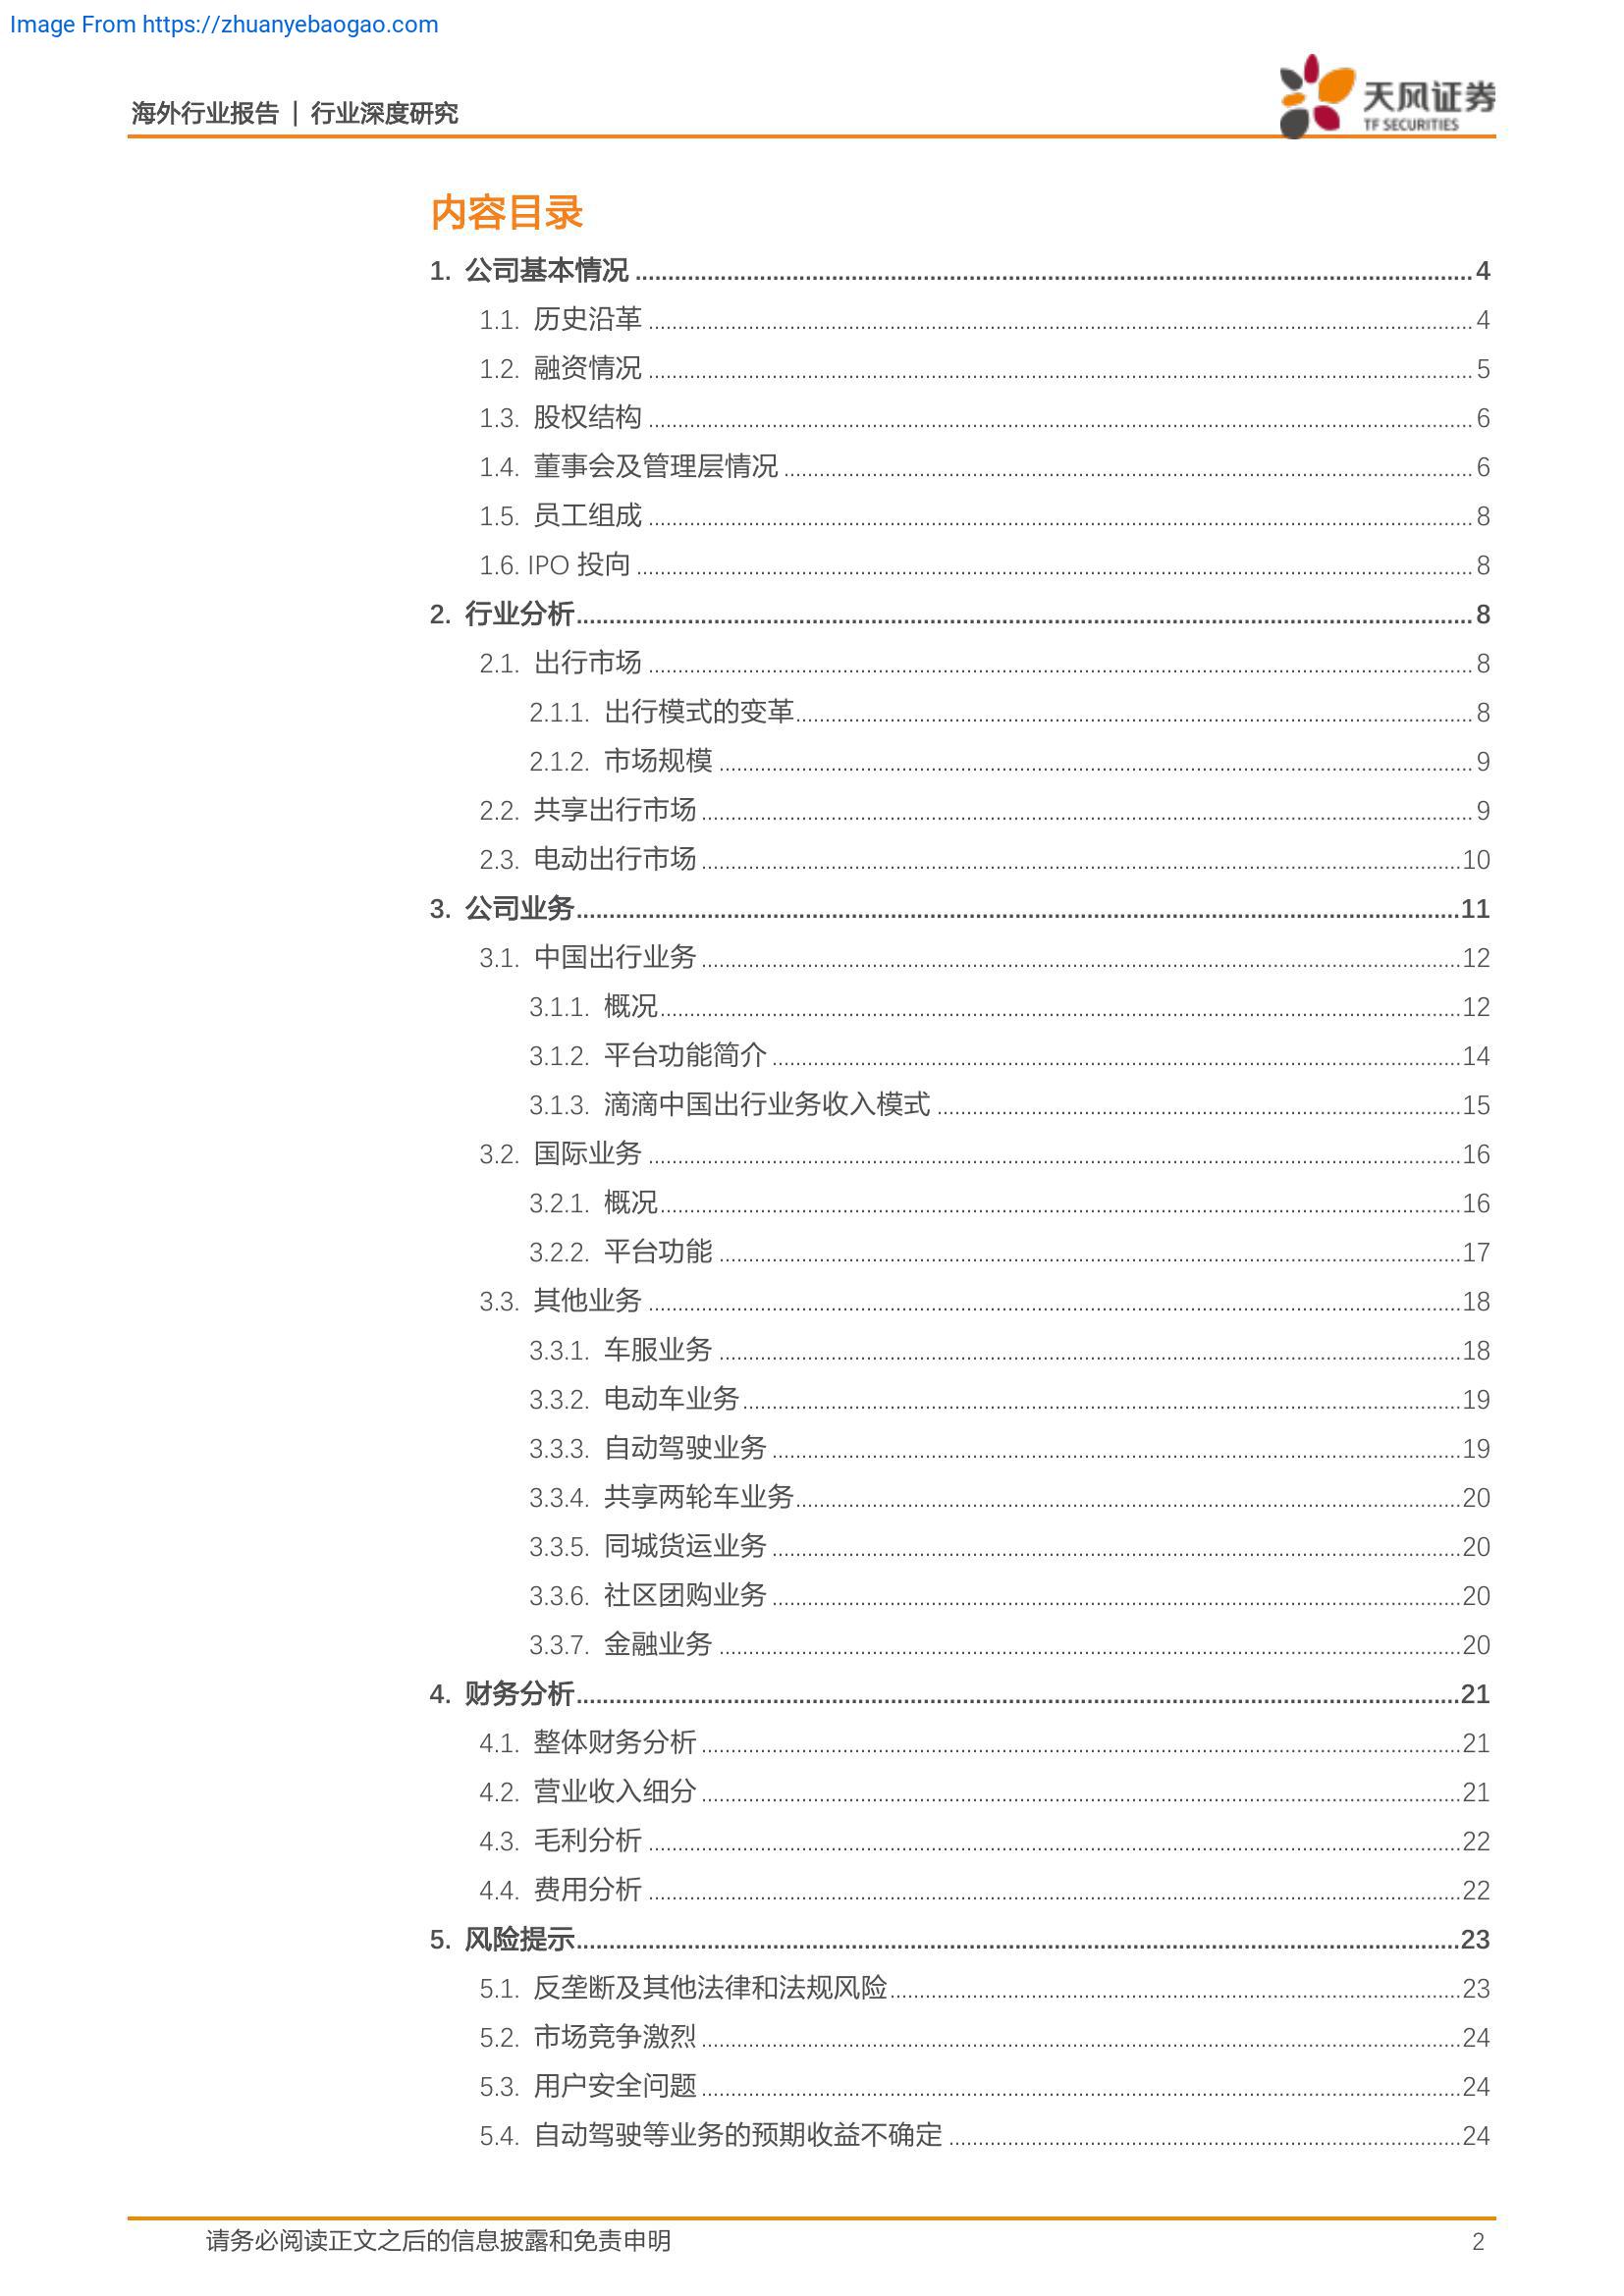 Image From https://zhuanyebaogao.com
海外行业报告 | 行业深度研究
天风证券
TF SECURITIES
内容目录
1. 公司基本情况 4
1.1. 历史沿革 4
1.2. 融资情况 5
1.3. 股权结构 6
1.4. 董事会及管理层情况 6
1.5. 员工组成 8
1.6. IPO 投向 8
2. 行业分析 8
2.1. 出行市场 8
2.1.1. 出行模式的变革 8
2.1.2. 市场规模 9
2.2. 共享出行市场 9
2.3. 电动出行市场 10
3. 公司业务 11
3.1. 中国出行业务 12
3.1.1. 概况 12
3.1.2. 平台功能简介 14
3.1.3. 滴滴中国出行业务收入模式 15
3.2. 国际业务 16
3.2.1. 概况 16
3.2.2. 平台功能 17
3.3. 其他业务 18
3.3.1. 车服业务 18
3.3.2. 电动车业务 19
3.3.3. 自动驾驶业务 19
3.3.4. 共享两轮车业务 20
3.3.5. 同城货运业务 20
3.3.6. 社区团购业务 20
3.3.7. 金融业务 20
4. 财务分析 21
4.1. 整体财务分析 21
4.2. 营业收入细分 21
4.3. 毛利分析 22
4.4. 费用分析 22
5. 风险提示 23
5.1. 反垄断及其他法律和法规风险 23
5.2. 市场竞争激烈 24
5.3. 用户安全问题 24
5.4. 自动驾驶等业务的预期收益不确定 24
请务必阅读正文之后的信息披露和免责申明 2